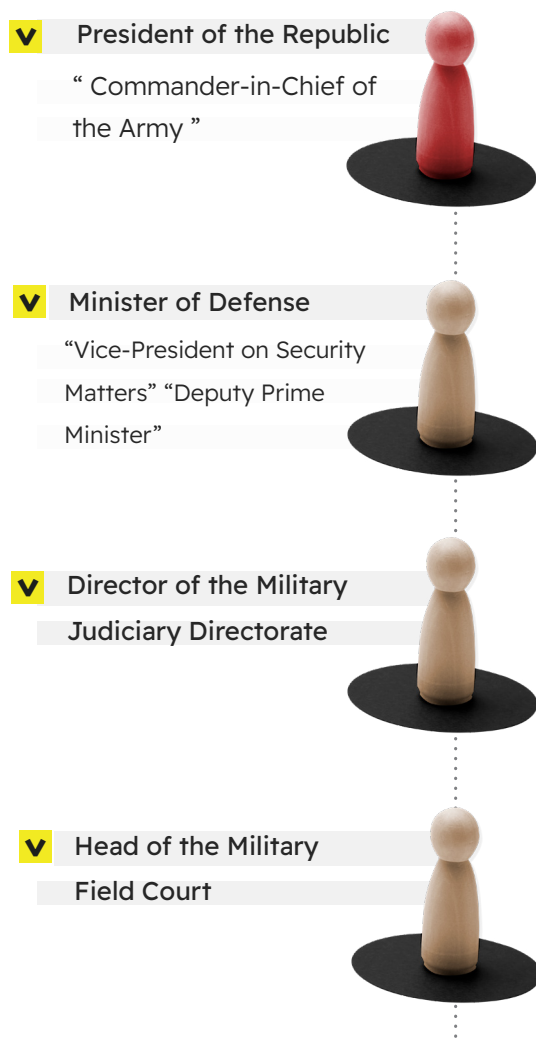 President of the Republic
“ Commander-in-Chief of
the Army ”
Minister of Defense
“Vice-President on Security
Matters” “Deputy Prime
Minister”
Director of the Military
Judiciary Directorate
Head of the Military
Field Court